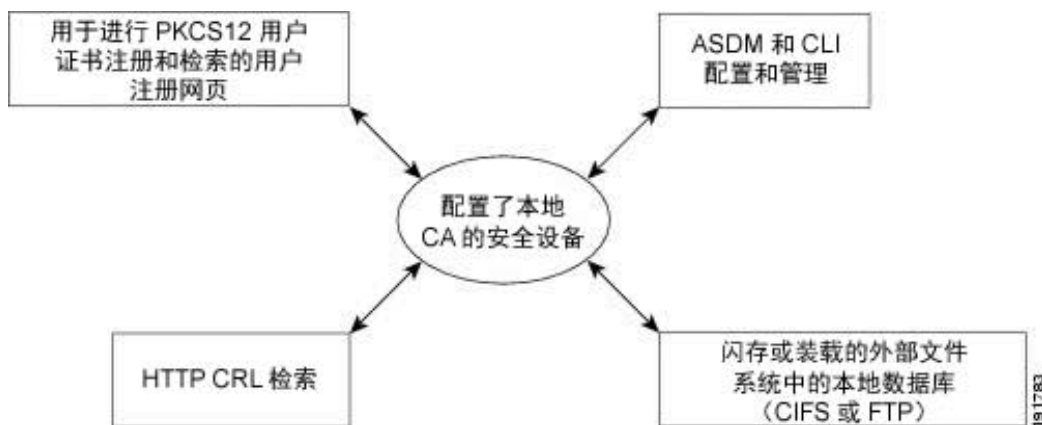 用于进行 PKCS12 用户
证书注册和检索的用户
注册网页
ASDM 和 CLI
配置和管理
配置了本地
CA 的安全设备
HTTP CRL 检索
闪存或装载的外部文件
系统中的本地数据库
（CIFS 或 FTP）
191783